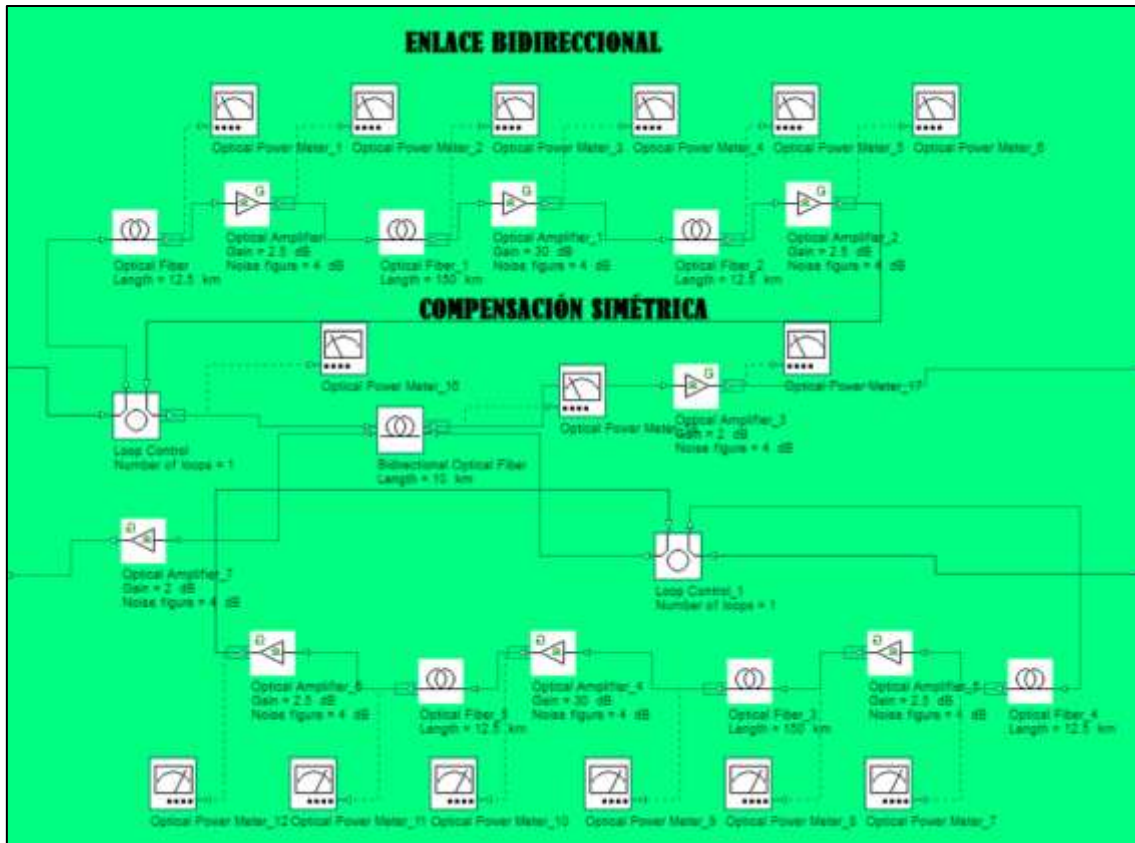 ENLACE BIDIRECCIONAL
Optical Power Meter_1
Optical Power Meter_2
Optical Power Meter_3
Optical Power Meter_4
Optical Power Meter_5
Optical Power Meter_6
G
G
G
Optical Fiber
Length = 12.5 km
Optical Amplifier
Gain = 2.5 dB
Noise figure = 4 dB
Optical Fiber_1
Length = 150 km
Optical Amplifier_1
Gain = 30 dB
Noise figure = 4 dB
Optical Fiber_2
Length = 12.5 km
Optical Amplifier_2
Gain = 2.5 dB
Noise figure = 4 dB
COMPENSACIÓN SIMÉTRICA
Optical Power Meter_16
G
Optical Power Meter_17
Loop Control
Number of loops = 1
Bidirectional Optical Fiber
Length = 10 km
Optical Power Meter
Optical Amplifier_3
Gain = 2 dB
Noise figure = 4 dB
G
Optical Amplifier_7
Gain = 2 dB
Noise figure = 4 dB
Loop Control_1
Number of loops = 1
G
G
G
Optical Amplifier_6
Gain = 2.5 dB
Noise figure = 4 dB
Length = 12.5 km
Optical Amplifier_4
Gain = 30 dB
Noise figure = 4 dB
Optical Fiber_3
Length = 150 km
Gain = 2.5 dB
Noise figure = 4 dB
Optical Fiber_4
Length = 12.5 km
Optical Power Meter_12
Optical Power Meter_11
Optical Power Meter_10
Optical Power Meter_9
Optical Power Meter_8
Optical Power Meter_7